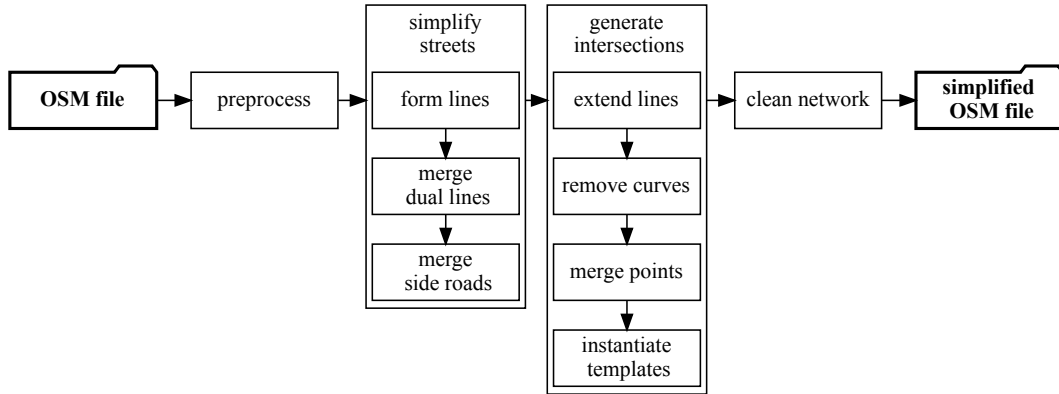 OSM file
preprocess
simplify
streets
form lines
merge
dual lines
merge
side roads
generate
intersections
extend lines
remove curves
merge points
instantiate
templates
clean network
simplified
OSM file